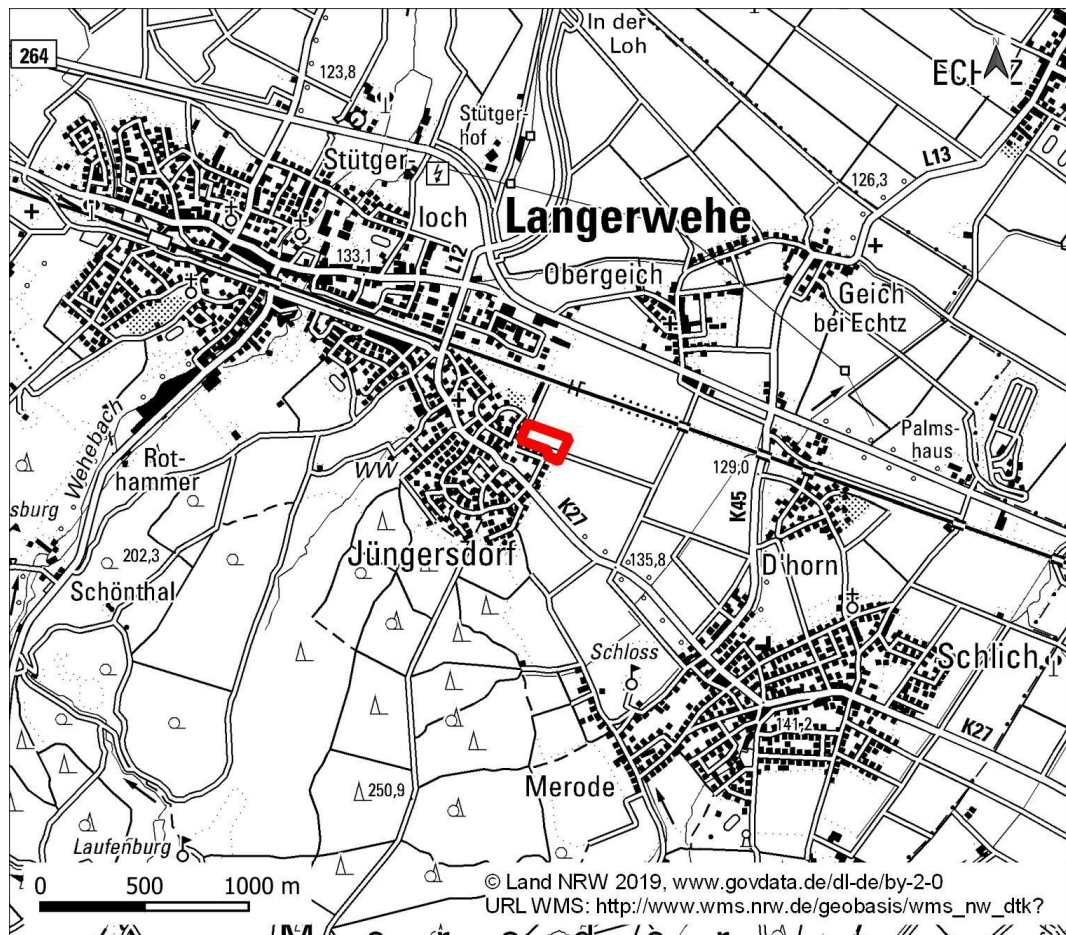 264
In der
Loh
N
123,8
Stütger-
hof
L13
126,3
Stütger-
loch
Langerwehe
L12
133,1
Obergeich
Geich
bei Echtz
Wehebach
Rot-
hammer
WW
Palms-
haus
129,0
K45
K27
sburg
202,3
Jüngersdorf
135,8
D'horn
Schönthal
Schloss
Schlich
141,2
K27
Merode
250,9
Laufenburg
0 500 1000 m
© Land NRW 2019, www.govdata.de/dl-de/by-2-0
URL WMS: http://www.wms.nrw.de/geobasis/wms_nw_dtk?